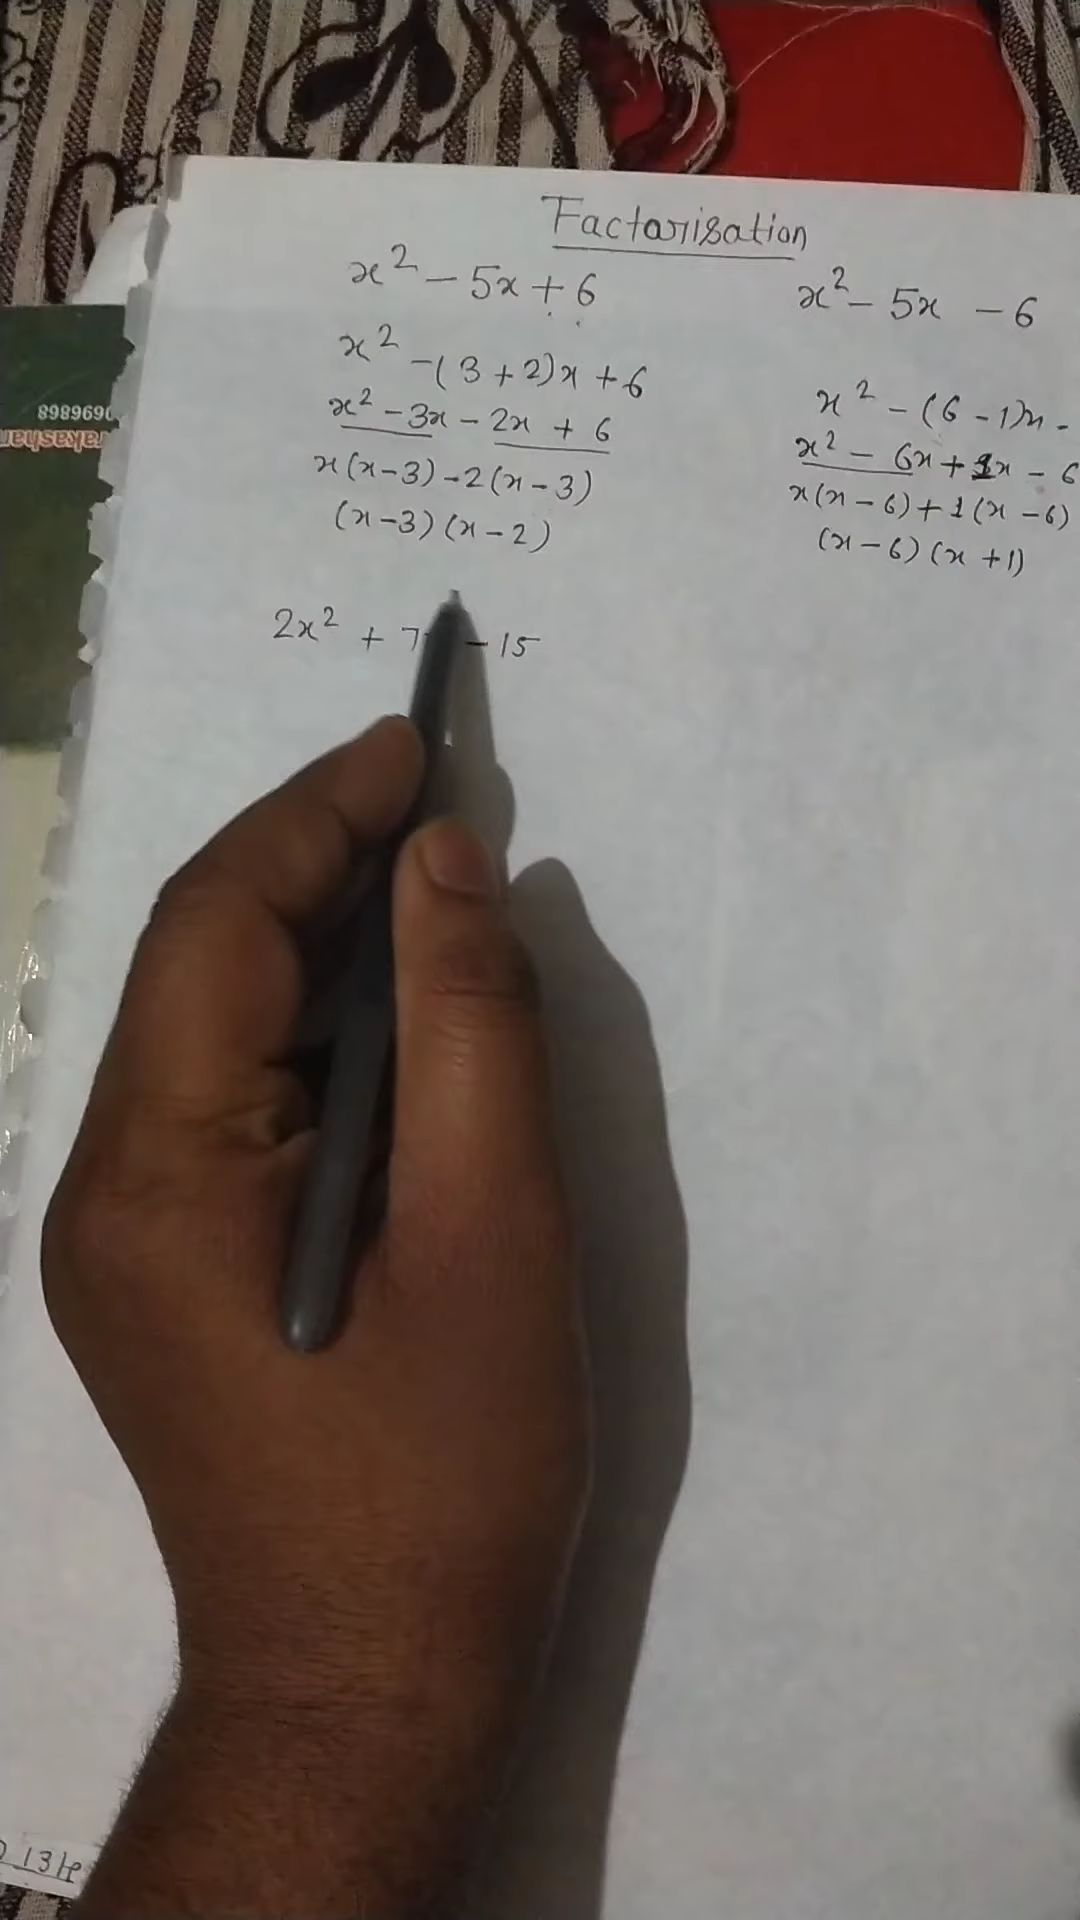 Factorisation
x² - 5x + 6
x² - (3 + 2)x + 6
x² - 3x - 2x + 6
x(x-3) - 2(x-3)
(x-3)(x-2)
x² - 5x - 6
x² - (6 - 1)x -
x² - 6x + 1x - 6
x(x-6) + 1(x-6)
(x-6)(x+1)
2x² + 7 - 15
898969